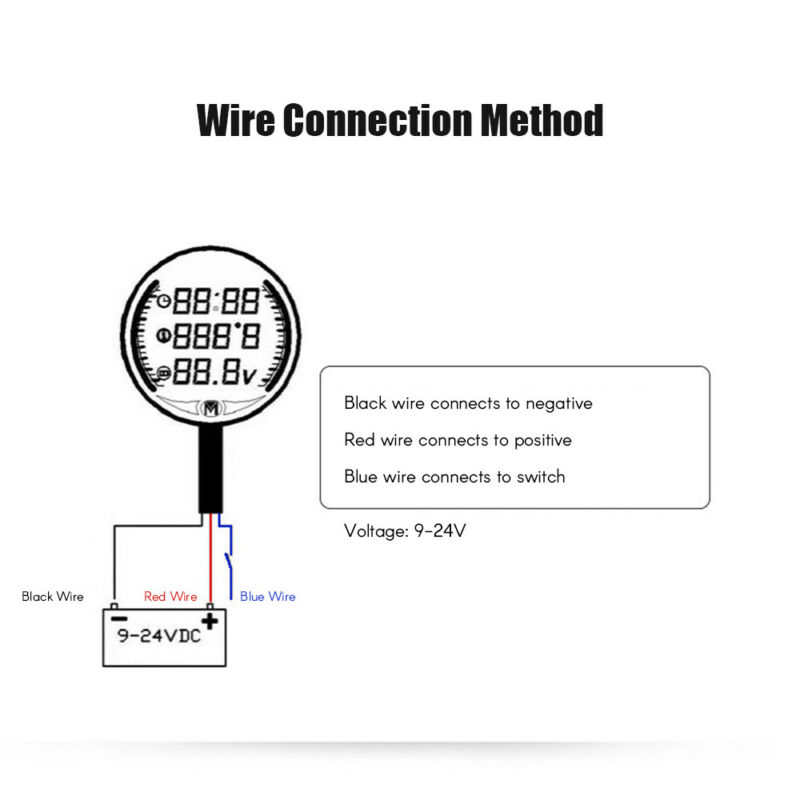 Wire Connection Method
88:88
888°8
88.8v
M
Black wire connects to negative
Red wire connects to positive
Blue wire connects to switch
Voltage: 9-24V
Black Wire
Red Wire
Blue Wire
− +
9-24VDC